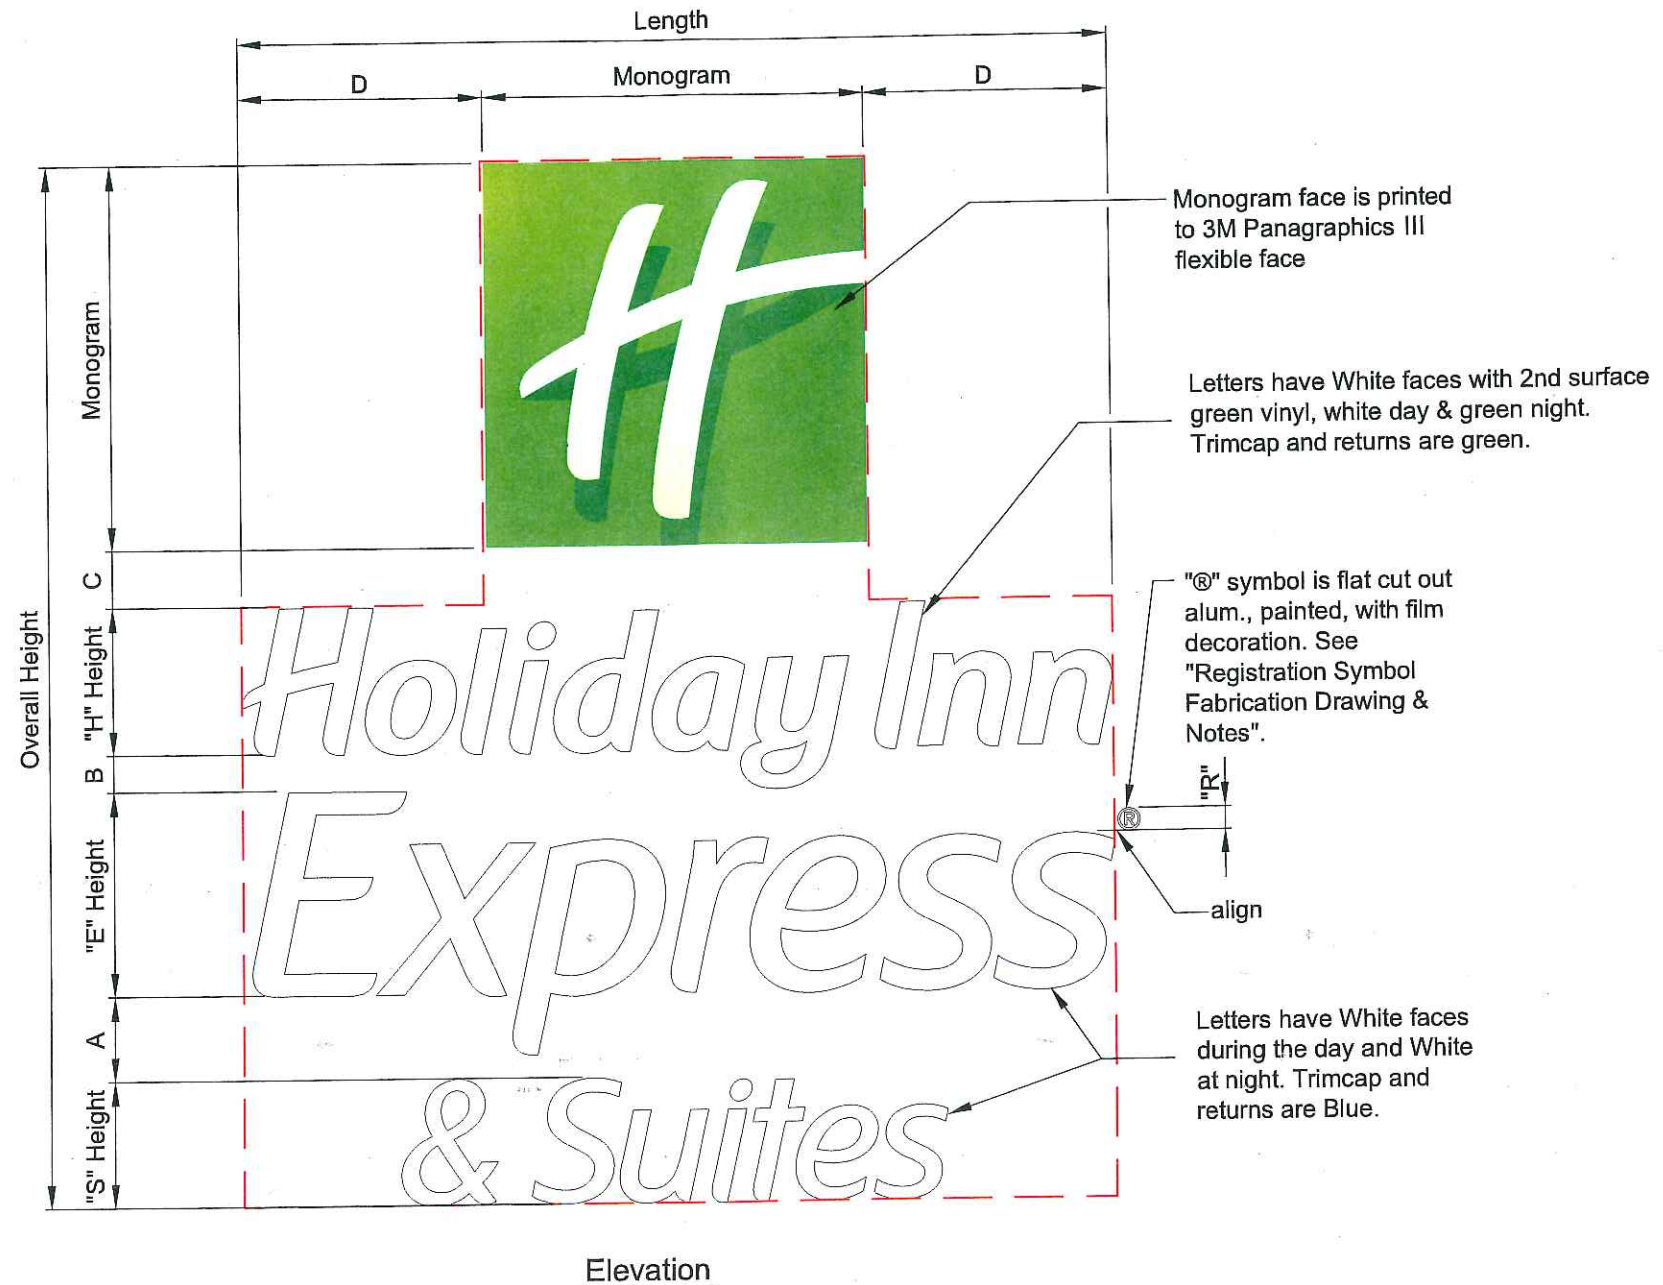 Length
D
Monogram
D
Monogram face is printed
to 3M Panagraphics III
flexible face
Monogram
Letters have White faces with 2nd surface
green vinyl, white day & green night.
Trimcap and returns are green.
C
"®" symbol is flat cut out
alum., painted, with film
decoration. See
"Registration Symbol
Fabrication Drawing &
Notes".
Overall Height
"H" Height
Holiday Inn
B
"R"
Express®
"E" Height
align
A
Letters have White faces
during the day and White
at night. Trimcap and
returns are Blue.
"S" Height
& Suites
Elevation